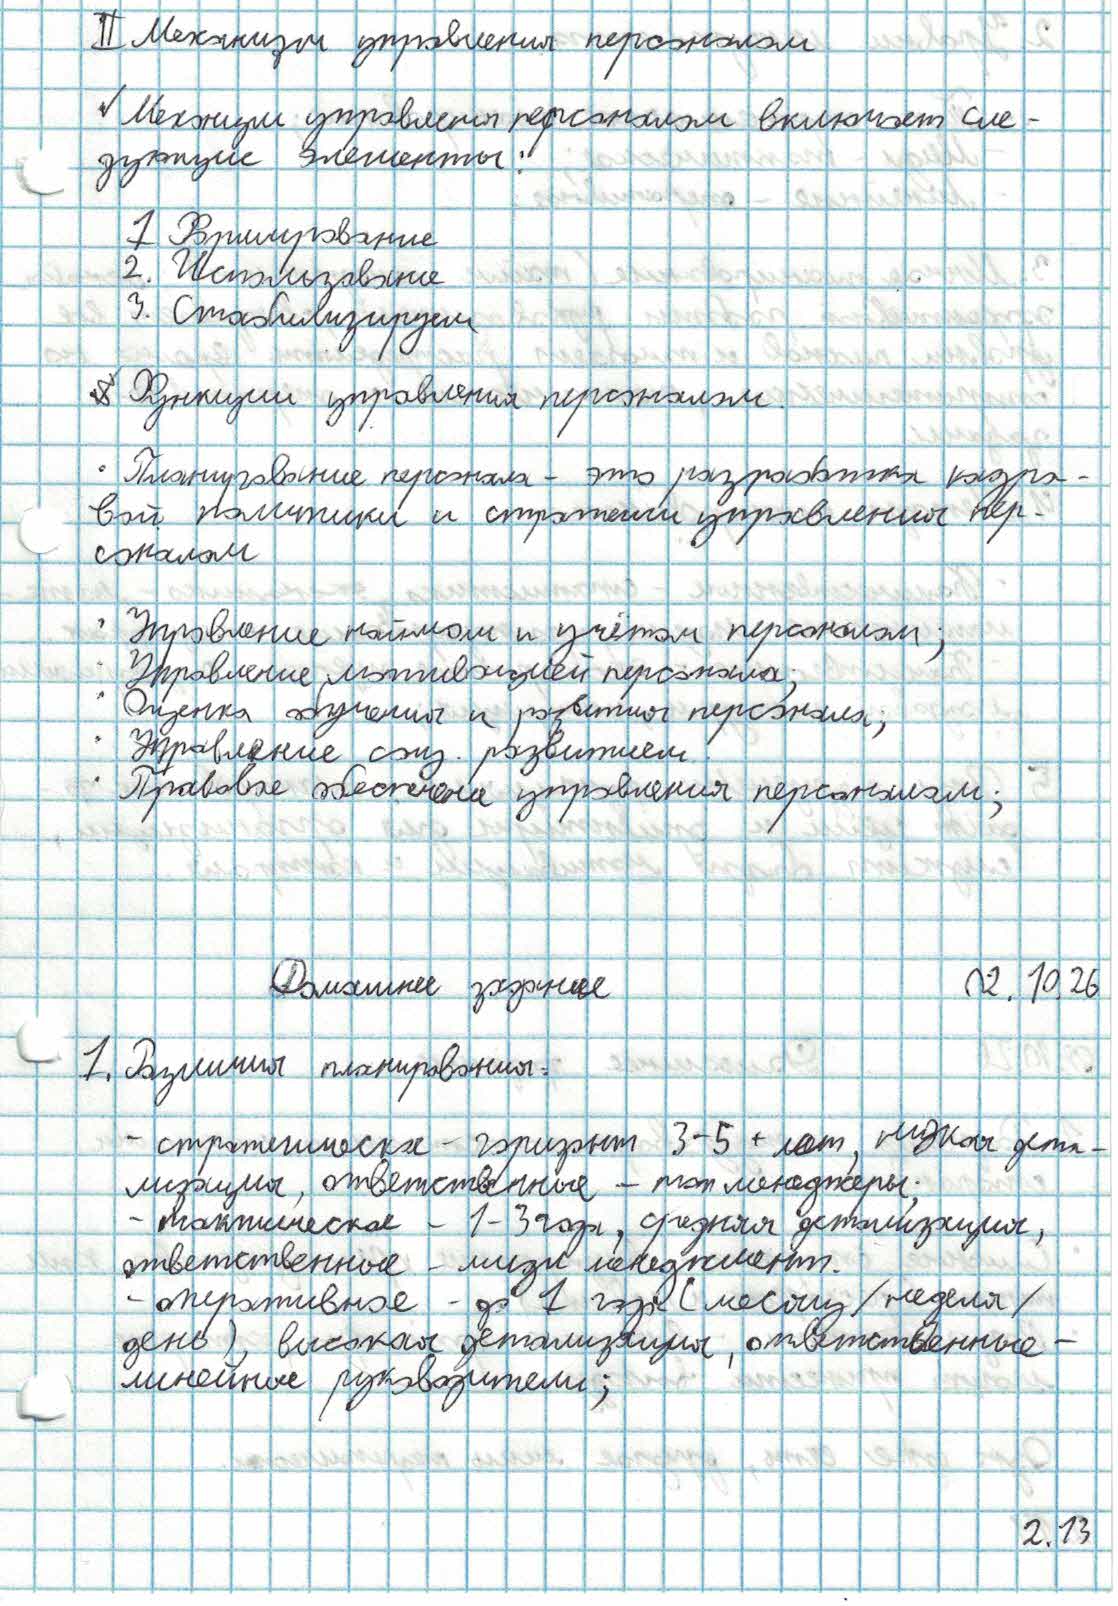 II Механизм управления персоналом
✓ Механизм управления персоналом включает сле-
дующие элементы:
1 Формирование
2. Использование
3. Стабилизируем
Функции управления персоналом.
· Планирование персонала - это разработка кадро-
вой политики и стратегии управления пер-
соналом
· Управление наймом и учётом персоналом;
· Управление мотивацией персонала;
· Оценка обучения и развития персонала;
· Управление соц. развитием.
· Правовое обеспечение управления персоналом;
Домашнее задание 02.10.26
1. Различия планирования:
- стратегическое - горизонт 3-5 + лет, низкая дета-
лизация, ответственные - топ менеджеры;
- тактическое - 1-3 года, средняя детализация,
ответственные - мидл менеджмент.
- оперативное - до 1 года (месяц/неделя/
день), высокая детализация, ответственные -
линейное руководители;
2.13